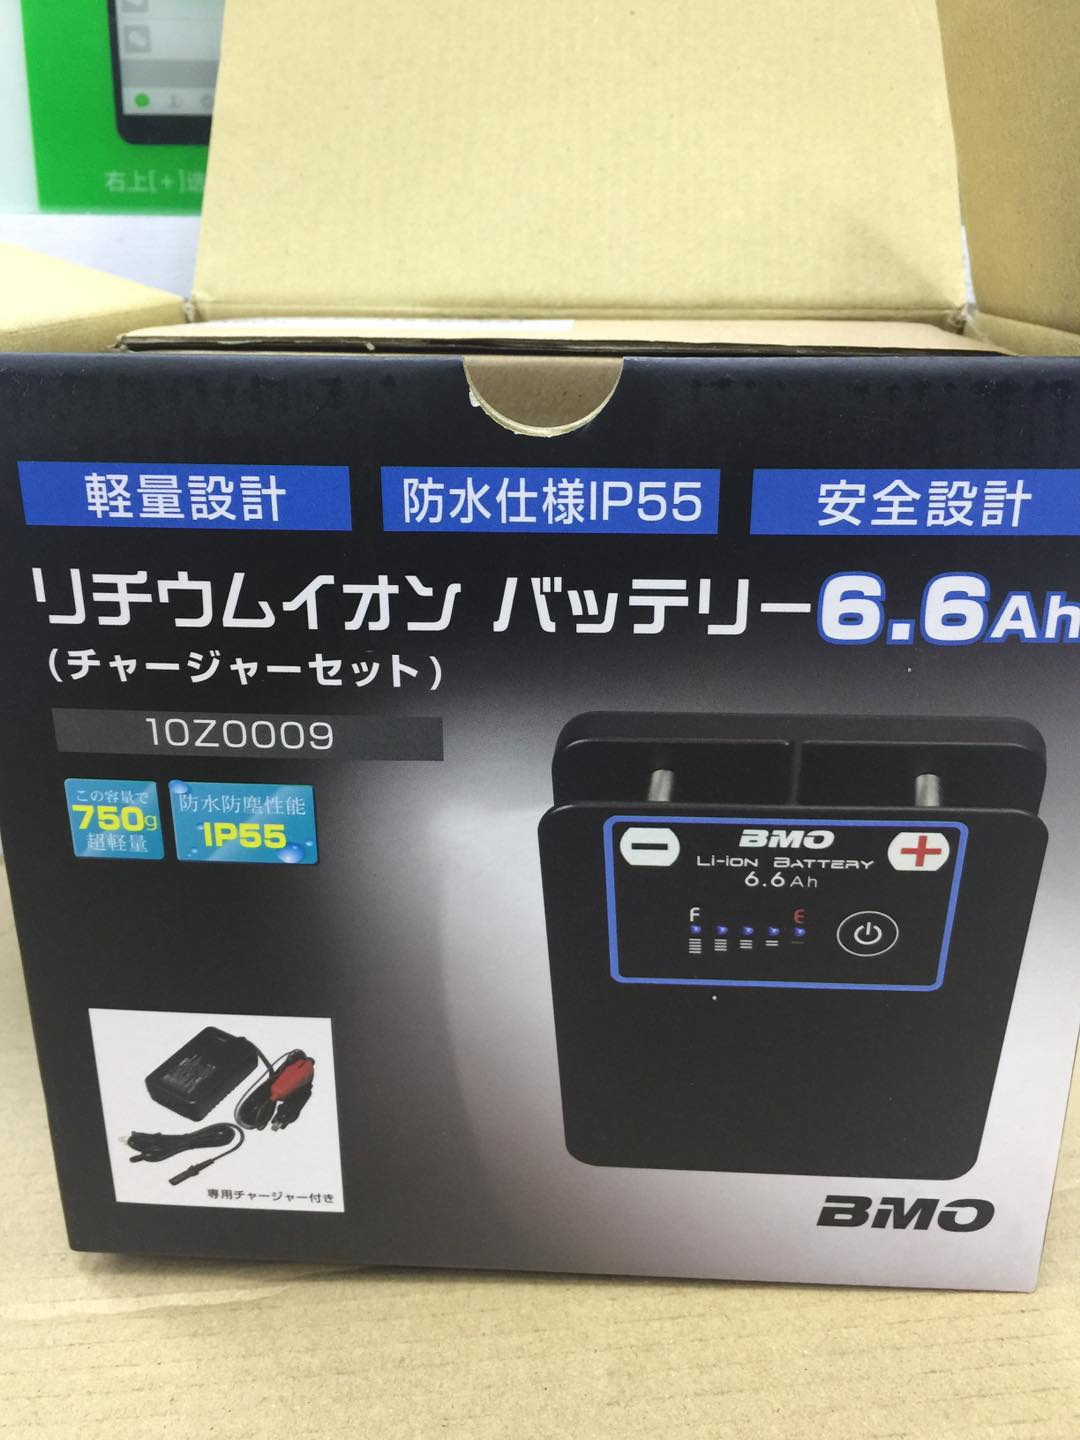 右上[+]
軽量設計
防水仕様IP55
安全設計
リチウムイオン バッテリー6.6Ah
(チャージャーセット)
10Z0009
この容量で
750g
超軽量
防水防塵性能
IP55
BMO
Li-ion Battery
6.6Ah
F
E
専用チャージャー付き
BMO